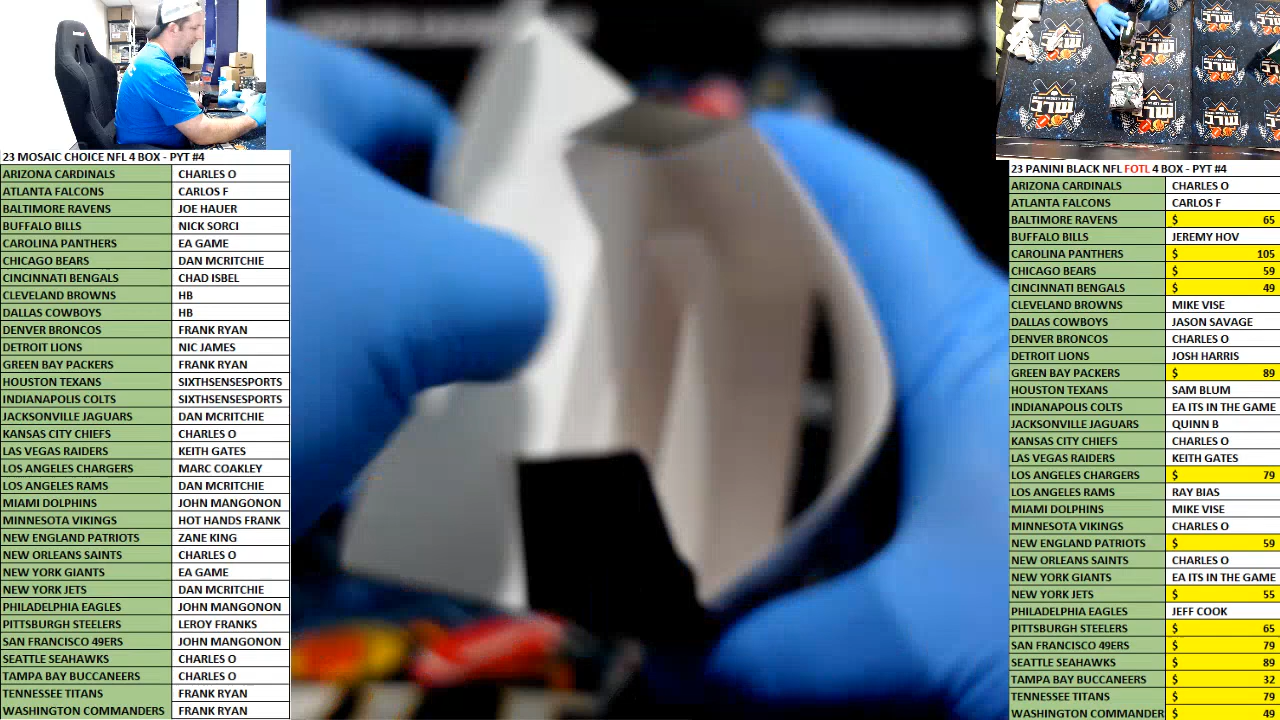 23 MOSAIC CHOICE NFL 4 BOX - PYT #4
ARIZONA CARDINALS CHARLES O
ATLANTA FALCONS CARLOS F
BALTIMORE RAVENS JOE HAUER
BUFFALO BILLS NICK SORCI
CAROLINA PANTHERS EA GAME
CHICAGO BEARS DAN MCRITCHIE
CINCINNATI BENGALS CHAD ISBEL
CLEVELAND BROWNS HB
DALLAS COWBOYS HB
DENVER BRONCOS FRANK RYAN
DETROIT LIONS NIC JAMES
GREEN BAY PACKERS FRANK RYAN
HOUSTON TEXANS SIXTHSENSESPORTS
INDIANAPOLIS COLTS SIXTHSENSESPORTS
JACKSONVILLE JAGUARS DAN MCRITCHIE
KANSAS CITY CHIEFS CHARLES O
LAS VEGAS RAIDERS KEITH GATES
LOS ANGELES CHARGERS MARC COAKLEY
LOS ANGELES RAMS DAN MCRITCHIE
MIAMI DOLPHINS JOHN MANGONON
MINNESOTA VIKINGS HOT HANDS FRANK
NEW ENGLAND PATRIOTS ZANE KING
NEW ORLEANS SAINTS CHARLES O
NEW YORK GIANTS EA GAME
NEW YORK JETS DAN MCRITCHIE
PHILADELPHIA EAGLES JOHN MANGONON
PITTSBURGH STEELERS LEROY FRANKS
SAN FRANCISCO 49ERS JOHN MANGONON
SEATTLE SEAHAWKS CHARLES O
TAMPA BAY BUCCANEERS CHARLES O
TENNESSEE TITANS FRANK RYAN
WASHINGTON COMMANDERS FRANK RYAN
23 PANINI BLACK NFL FOTL 4 BOX - PYT #4
ARIZONA CARDINALS CHARLES O
ATLANTA FALCONS CARLOS F
BALTIMORE RAVENS $ 65
BUFFALO BILLS JEREMY HOV
CAROLINA PANTHERS $ 105
CHICAGO BEARS $ 59
CINCINNATI BENGALS $ 49
CLEVELAND BROWNS MIKE VISE
DALLAS COWBOYS JASON SAVAGE
DENVER BRONCOS CHARLES O
DETROIT LIONS JOSH HARRIS
GREEN BAY PACKERS $ 89
HOUSTON TEXANS SAM BLUM
INDIANAPOLIS COLTS EA ITS IN THE GAME
JACKSONVILLE JAGUARS QUINN B
KANSAS CITY CHIEFS CHARLES O
LAS VEGAS RAIDERS KEITH GATES
LOS ANGELES CHARGERS $ 79
LOS ANGELES RAMS RAY BIAS
MIAMI DOLPHINS MIKE VISE
MINNESOTA VIKINGS CHARLES O
NEW ENGLAND PATRIOTS $ 59
NEW ORLEANS SAINTS CHARLES O
NEW YORK GIANTS EA ITS IN THE GAME
NEW YORK JETS $ 55
PHILADELPHIA EAGLES JEFF COOK
PITTSBURGH STEELERS $ 65
SAN FRANCISCO 49ERS $ 79
SEATTLE SEAHAWKS $ 89
TAMPA BAY BUCCANEERS $ 32
TENNESSEE TITANS $ 79
WASHINGTON COMMANDER $ 49